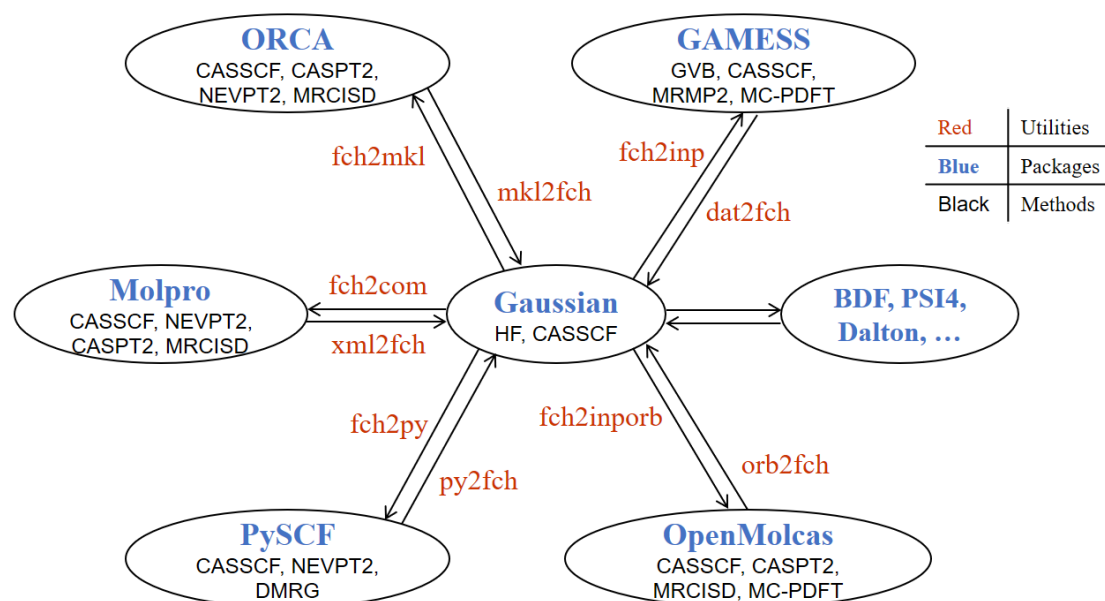 ORCA
CASSCF, CASPT2,
NEVPT2, MRCISD
GAMESS
GVB, CASSCF,
MRMP2, MC-PDFT
Red Utilities
Blue Packages
Black Methods
fch2mkl
mkl2fch
fch2inp
dat2fch
Molpro
CASSCF, NEVPT2,
CASPT2, MRCISD
fch2com
xml2fch
Gaussian
HF, CASSCF
BDF, PSI4,
Dalton, …
fch2py
py2fch
fch2inporb
orb2fch
PySCF
CASSCF, NEVPT2,
DMRG
OpenMolcas
CASSCF, CASPT2,
MRCISD, MC-PDFT